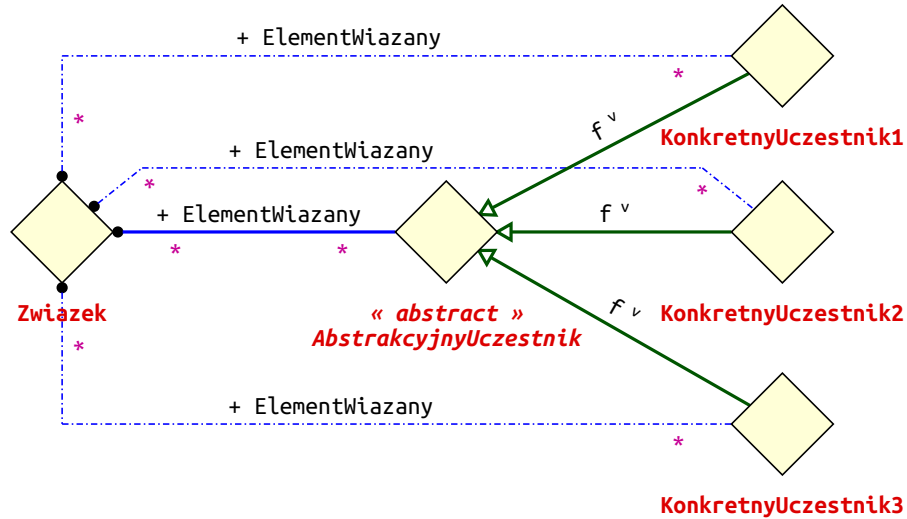 + ElementWiazany
*
*
f v
KonkretnyUczestnik1
+ ElementWiazany
*
*
+ ElementWiazany
f v
*
*
Zwiazek
« abstract »
AbstrakcyjnyUczestnik
f v
KonkretnyUczestnik2
*
+ ElementWiazany
*
KonkretnyUczestnik3